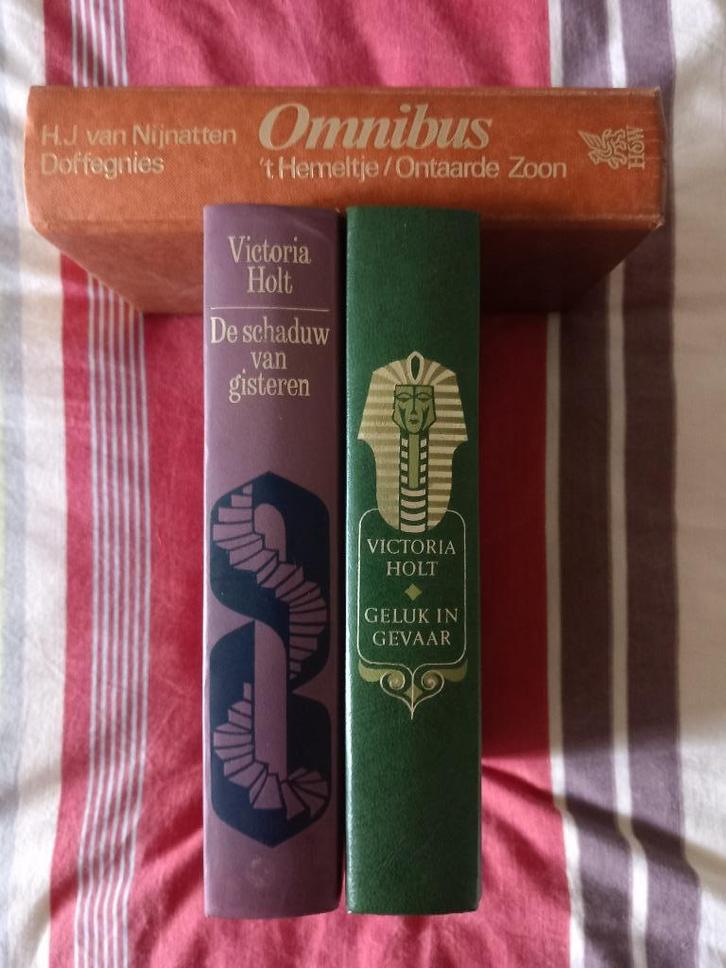 H.J van Nijnatten
Doffegnies
Omnibus
't Hemeltje/Ontaarde Zoon
H&W
Victoria
Holt
De schaduw
van
gisteren
VICTORIA
HOLT
GELUK IN
GEVAAR